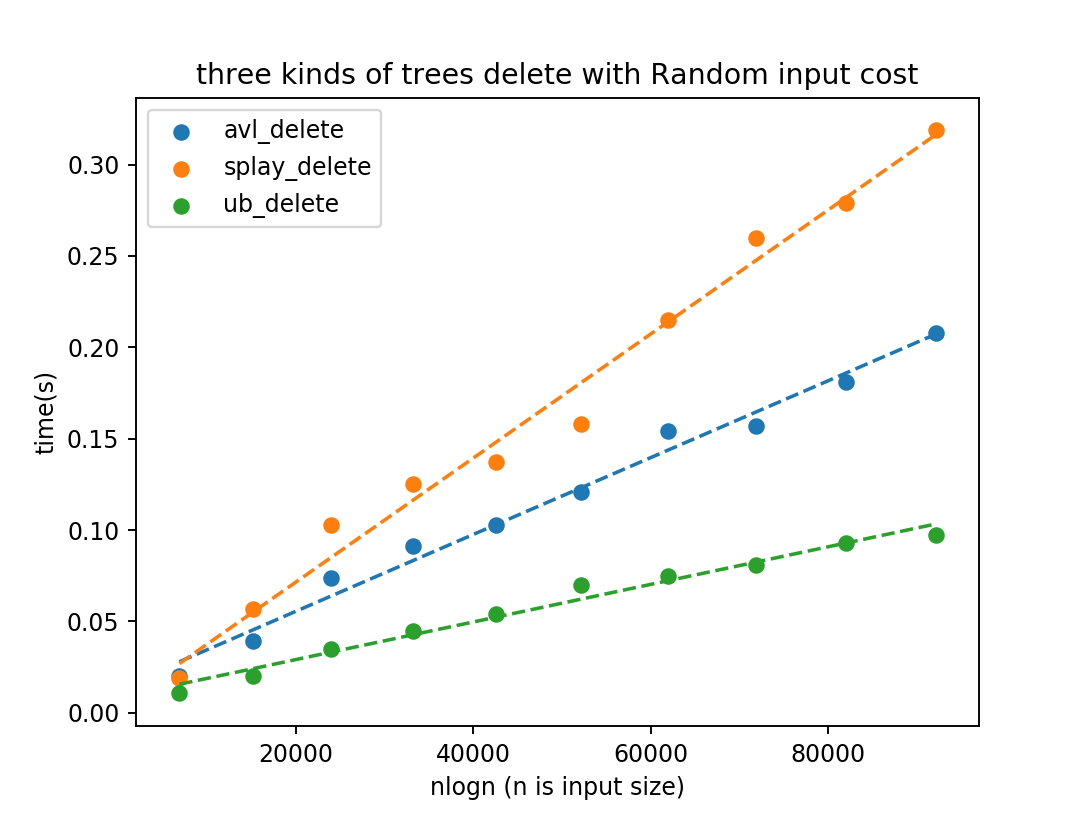 three kinds of trees delete with Random input cost
avl_delete
splay_delete
ub_delete
0.30
0.25
0.20
0.15
0.10
0.05
0.00
time(s)
20000 40000 60000 80000
nlogn (n is input size)